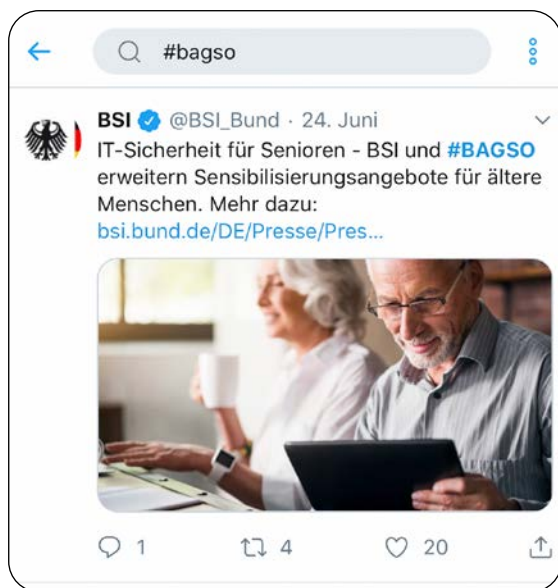 #bagso
BSI @BSI_Bund · 24. Juni
IT-Sicherheit für Senioren - BSI und #BAGSO
erweitern Sensibilisierungsangebote für ältere
Menschen. Mehr dazu:
bsi.bund.de/DE/Presse/Pres...
1 4 20